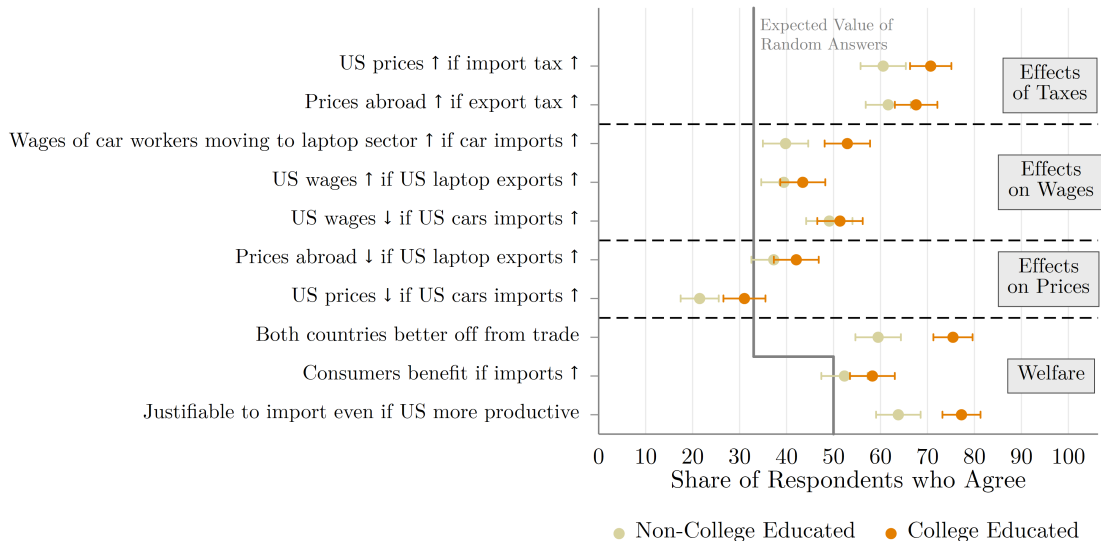 Expected Value of
Random Answers
US prices ↑ if import tax ↑
Effects
of Taxes
Prices abroad ↑ if export tax ↑
Wages of car workers moving to laptop sector ↑ if car imports ↑
US wages ↑ if US laptop exports ↑
Effects
on Wages
US wages ↓ if US cars imports ↑
Prices abroad ↓ if US laptop exports ↑
Effects
on Prices
US prices ↓ if US cars imports ↑
Both countries better off from trade
Consumers benefit if imports ↑
Welfare
Justifiable to import even if US more productive
0 10 20 30 40 50 60 70 80 90 100
Share of Respondents who Agree
Non-College Educated College Educated